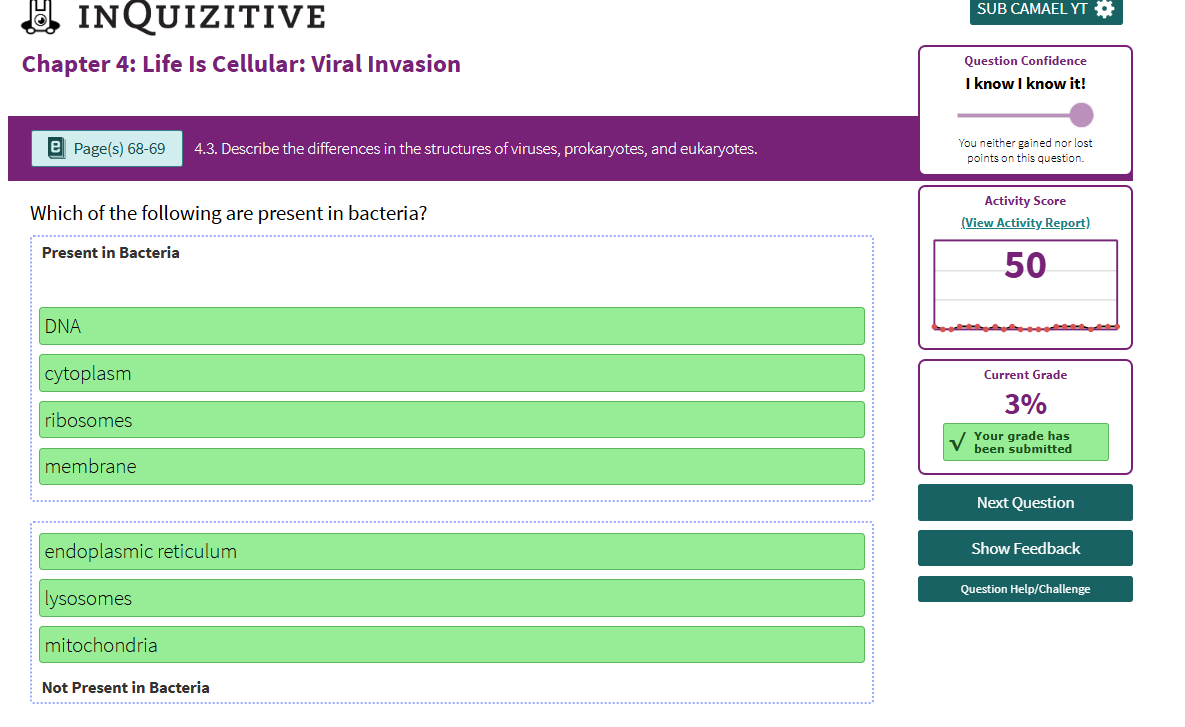 INQUIZITIVE
SUB CAMAEL YT
Chapter 4: Life Is Cellular: Viral Invasion
Question Confidence
I know I know it!
You neither gained nor lost
points on this question.
e Page(s) 68-69
4.3. Describe the differences in the structures of viruses, prokaryotes, and eukaryotes.
Activity Score
(View Activity Report)
50
Which of the following are present in bacteria?
Present in Bacteria
DNA
cytoplasm
ribosomes
membrane
Current Grade
3%
√ Your grade has
been submitted
Next Question
Show Feedback
Question Help/Challenge
endoplasmic reticulum
lysosomes
mitochondria
Not Present in Bacteria